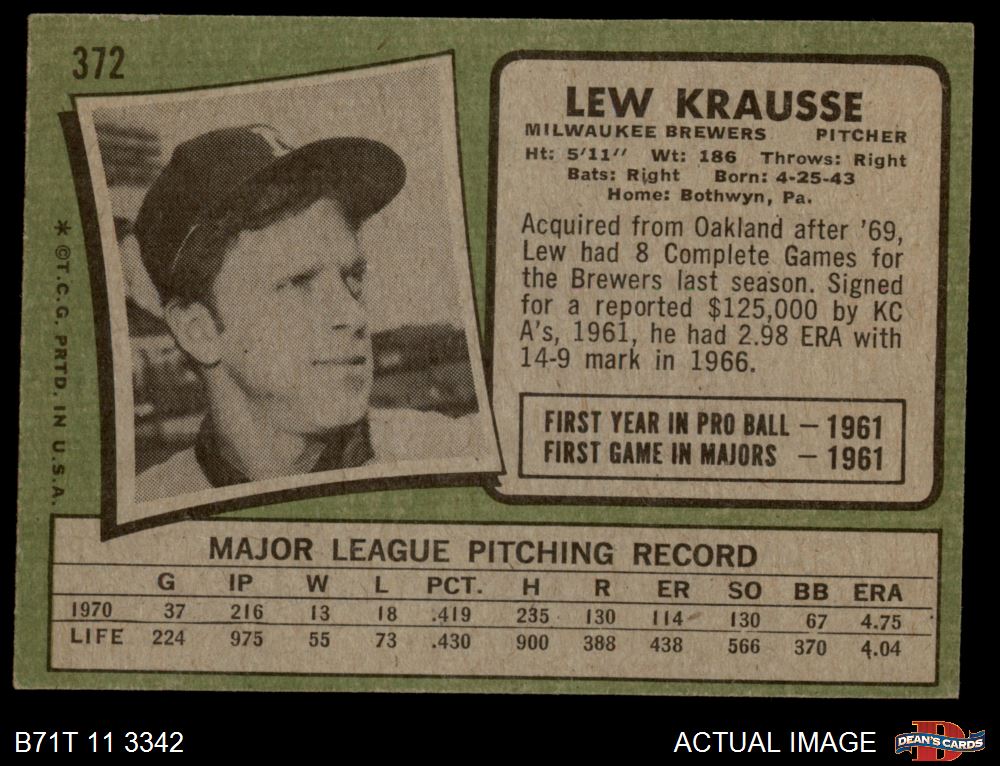 372
LEW KRAUSSE
MILWAUKEE BREWERS PITCHER
Ht: 5'11" Wt: 186 Throws: Right
Bats: Right Born: 4-25-43
Home: Bothwyn, Pa.
Acquired from Oakland after '69,
Lew had 8 Complete Games for
the Brewers last season. Signed
for a reported $125,000 by KC
A's, 1961, he had 2.98 ERA with
14-9 mark in 1966.
FIRST YEAR IN PRO BALL — 1961
FIRST GAME IN MAJORS — 1961
* ©T.C.G. PRTD. IN U.S.A.
MAJOR LEAGUE PITCHING RECORD
G IP W L PCT. H R ER SO BB ERA
1970 37 216 13 18 .419 235 130 114 130 67 4.75
LIFE 224 975 55 73 .430 900 388 438 566 370 4.04
B71T 11 3342
ACTUAL IMAGE
DEAN'S CARDS